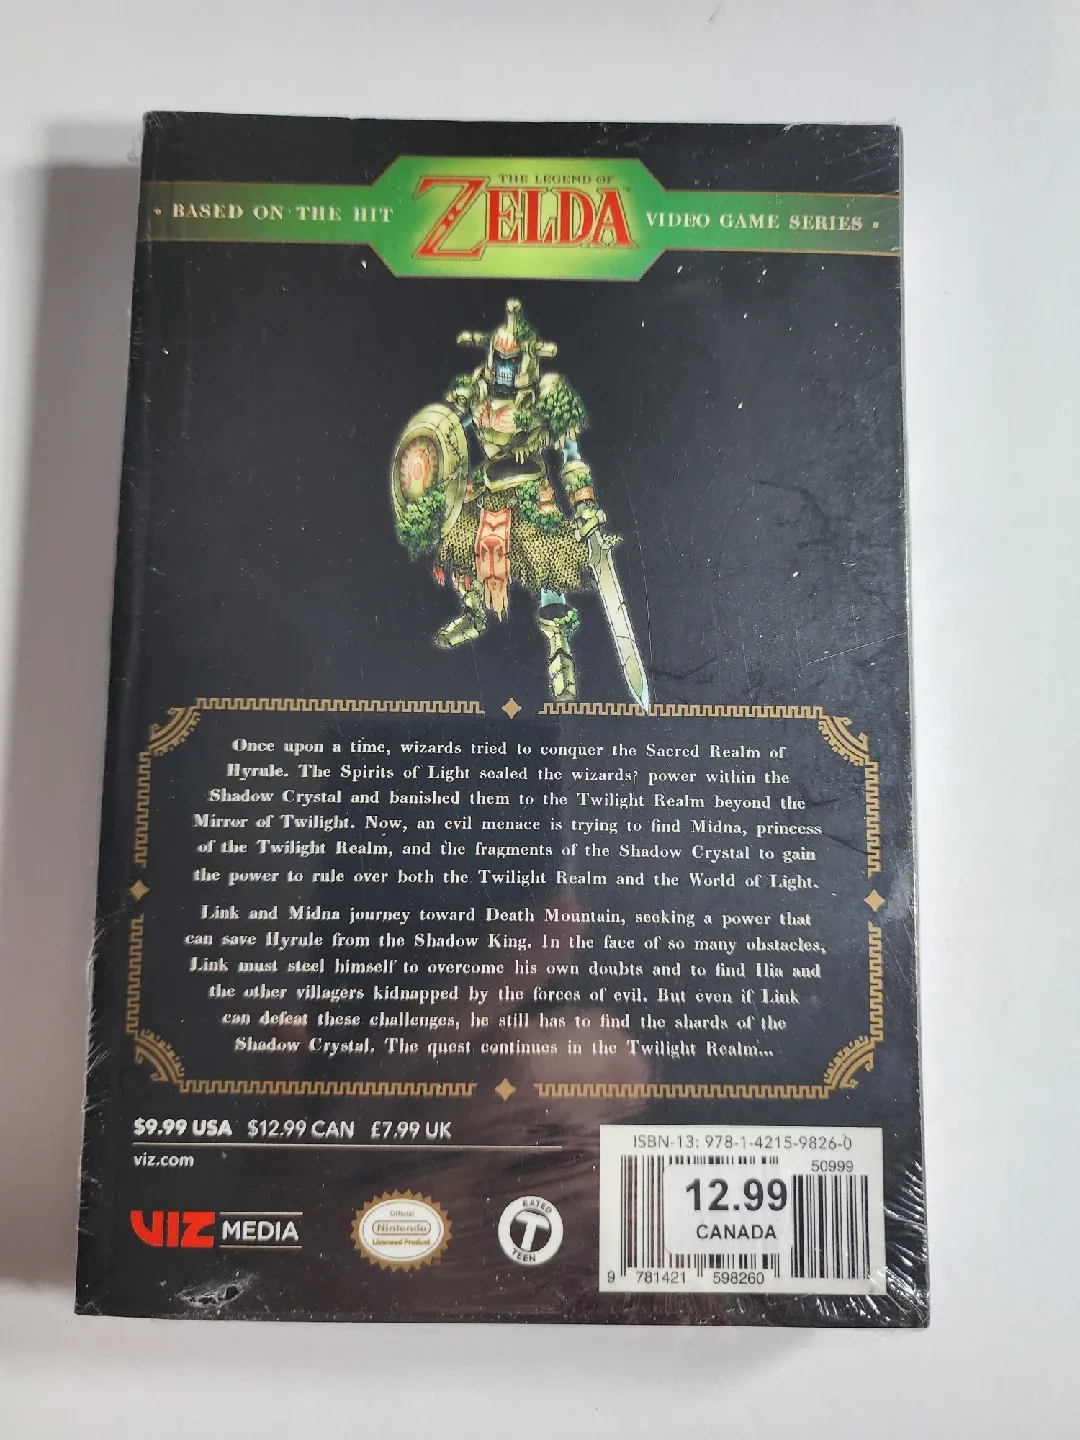 THE LEGEND OF
• BASED ON THE HIT ZELDA™ VIDEO GAME SERIES •
Once upon a time, wizards tried to conquer the Sacred Realm of
Hyrule. The Spirits of Light sealed the wizards' power within the
Shadow Crystal and banished them to the Twilight Realm beyond the
Mirror of Twilight. Now, an evil menace is trying to find Midna, princess
of the Twilight Realm, and the fragments of the Shadow Crystal to gain
the power to rule over both the Twilight Realm and the World of Light.
Link and Midna journey toward Death Mountain, seeking a power that
can save Hyrule from the Shadow King. In the face of so many obstacles,
Link must steel himself to overcome his own doubts and to find Ilia and
the other villagers kidnapped by the forces of evil. But even if Link
can defeat these challenges, he still has to find the shards of the
Shadow Crystal. The quest continues in the Twilight Realm...
$9.99 USA $12.99 CAN £7.99 UK
viz.com
VIZ MEDIA
Official
Nintendo
Licensed Product
RATED
T
TEEN
ISBN-13: 978-1-4215-9826-0
50999
12.99
CANADA
9 781421 598260